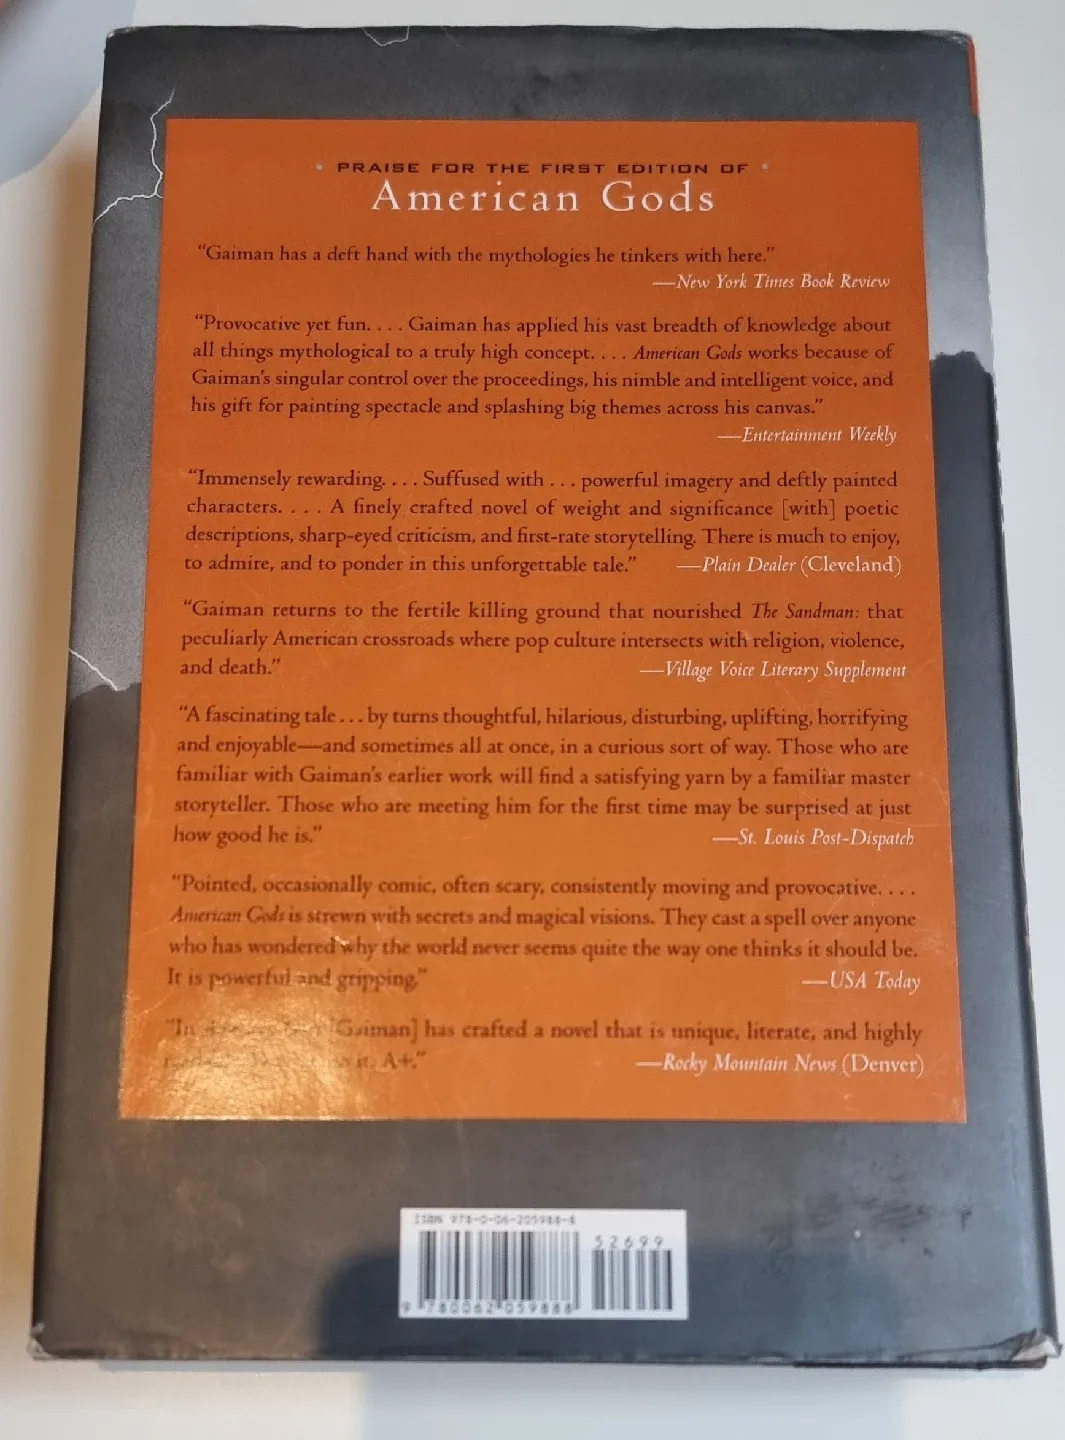 • PRAISE FOR THE FIRST EDITION OF •
American Gods
“Gaiman has a deft hand with the mythologies he tinkers with here.”
—New York Times Book Review
“Provocative yet fun. . . . Gaiman has applied his vast breadth of knowledge about
all things mythological to a truly high concept. . . . American Gods works because of
Gaiman’s singular control over the proceedings, his nimble and intelligent voice, and
his gift for painting spectacle and splashing big themes across his canvas.”
—Entertainment Weekly
“Immensely rewarding. . . . Suffused with . . . powerful imagery and deftly painted
characters. . . . A finely crafted novel of weight and significance [with] poetic
descriptions, sharp-eyed criticism, and first-rate storytelling. There is much to enjoy,
to admire, and to ponder in this unforgettable tale.” —Plain Dealer (Cleveland)
“Gaiman returns to the fertile killing ground that nourished The Sandman: that
peculiarly American crossroads where pop culture intersects with religion, violence,
and death.” —Village Voice Literary Supplement
“A fascinating tale . . . by turns thoughtful, hilarious, disturbing, uplifting, horrifying
and enjoyable—and sometimes all at once, in a curious sort of way. Those who are
familiar with Gaiman’s earlier work will find a satisfying yarn by a familiar master
storyteller. Those who are meeting him for the first time may be surprised at just
how good he is.” —St. Louis Post-Dispatch
“Pointed, occasionally comic, often scary, consistently moving and provocative. . . .
American Gods is strewn with secrets and magical visions. They cast a spell over anyone
who has wondered why the world never seems quite the way one thinks it should be.
It is powerful and gripping.” —USA Today
[Gaiman] has crafted a novel that is unique, literate, and highly
it. A+.” —Rocky Mountain News (Denver)
ISBN 978-0-06-205988-8
52699
9 780062 059888